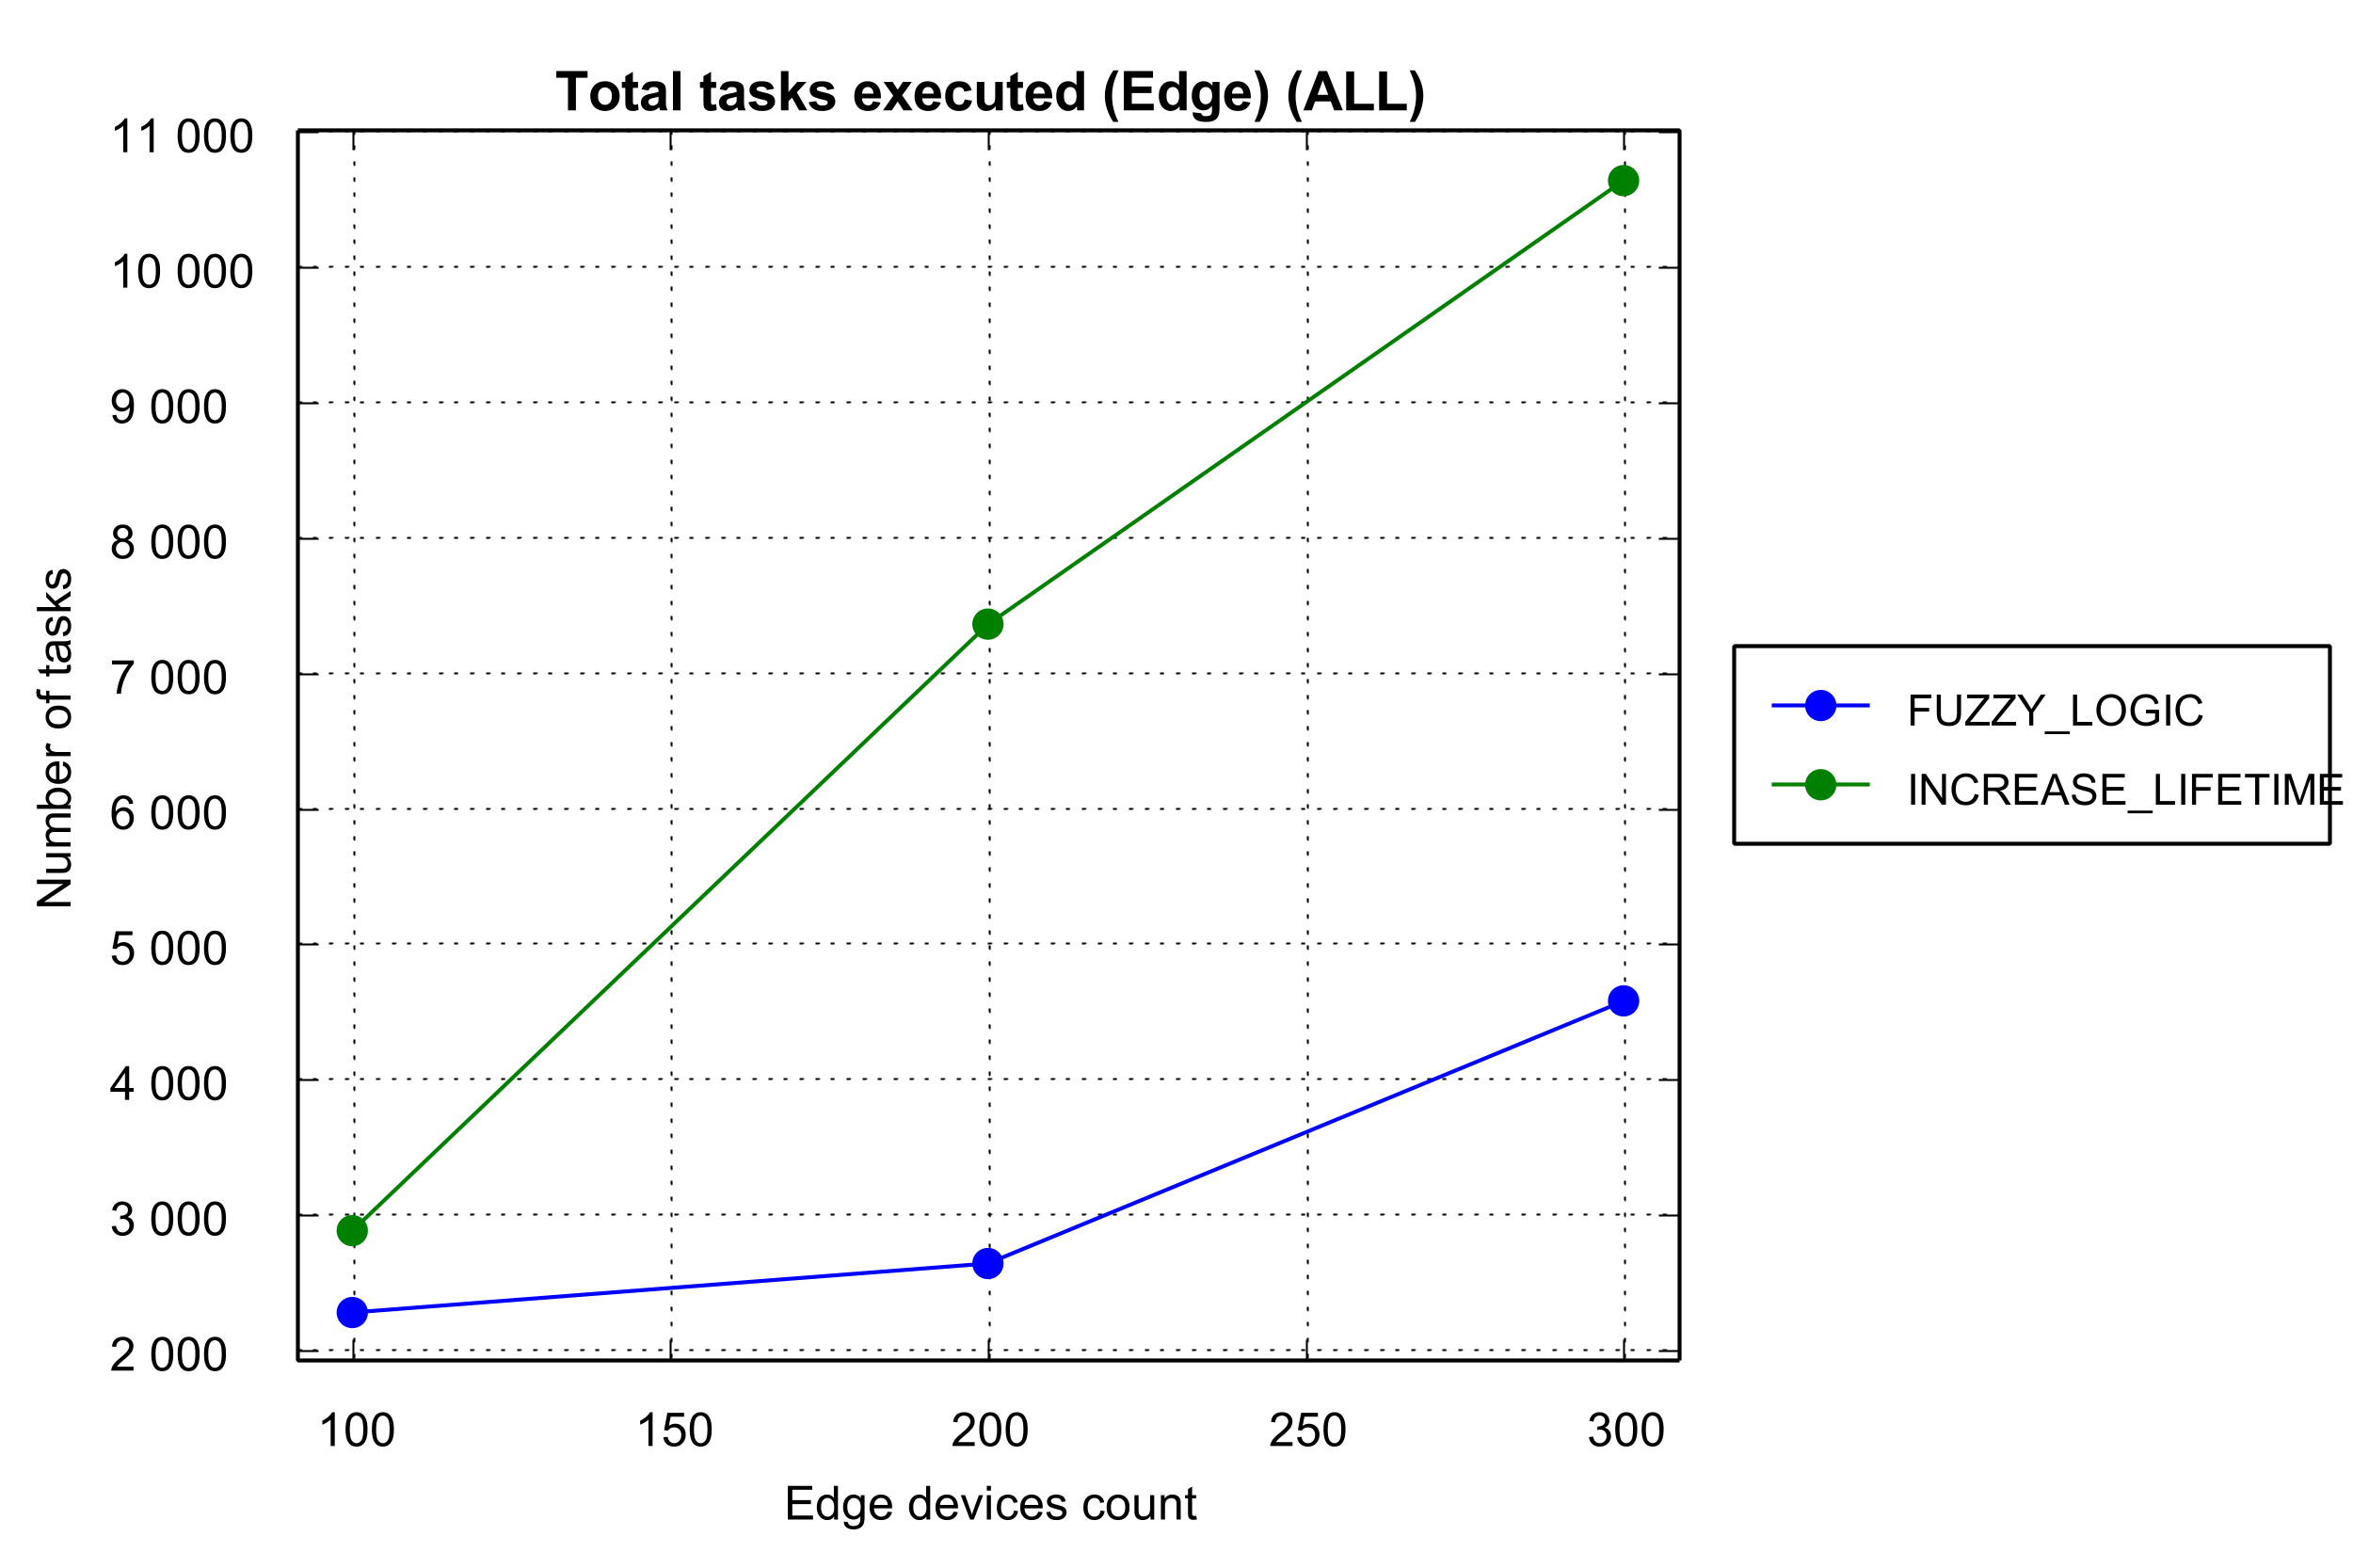 Total tasks executed (Edge) (ALL)
11 000
10 000
9 000
8 000
7 000
6 000
5 000
4 000
3 000
2 000
Number of tasks
100 150 200 250 300
Edge devices count
FUZZY_LOGIC
INCREASE_LIFETIME